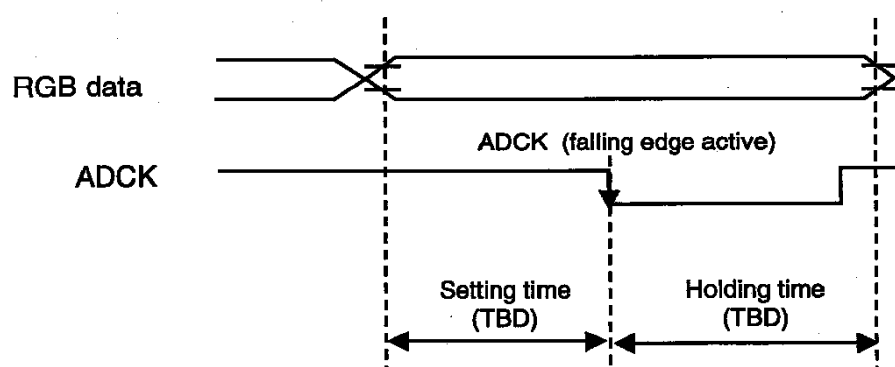 RGB data
ADCK (falling edge active)
ADCK
Setting time
(TBD)
Holding time
(TBD)